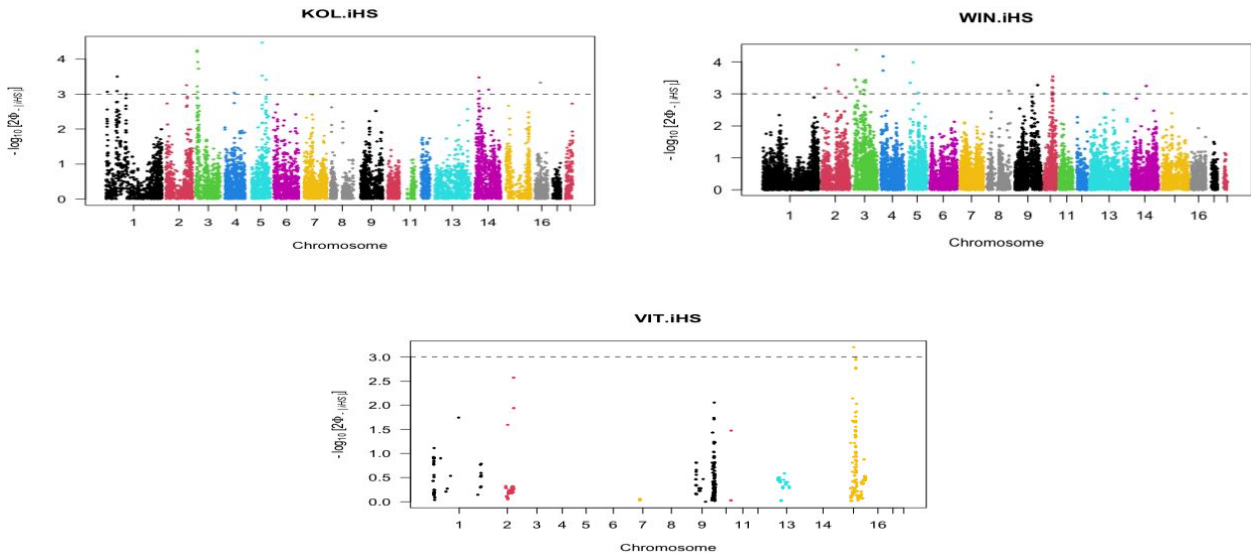 KOL.iHS
4
3
2
1
0
- log10 [2Φ-|iHS|]
1 2 3 4 5 6 7 8 9 11 13 14 16
Chromosome
WIN.iHS
4
3
2
1
0
- log10 [2Φ-|iHS|]
1 2 3 4 5 6 7 8 9 11 13 14 16
Chromosome
VIT.iHS
3.0
2.5
2.0
1.5
1.0
0.5
0.0
- log10 [2Φ-|iHS|]
1 2 3 4 5 6 7 8 9 11 13 14 16
Chromosome